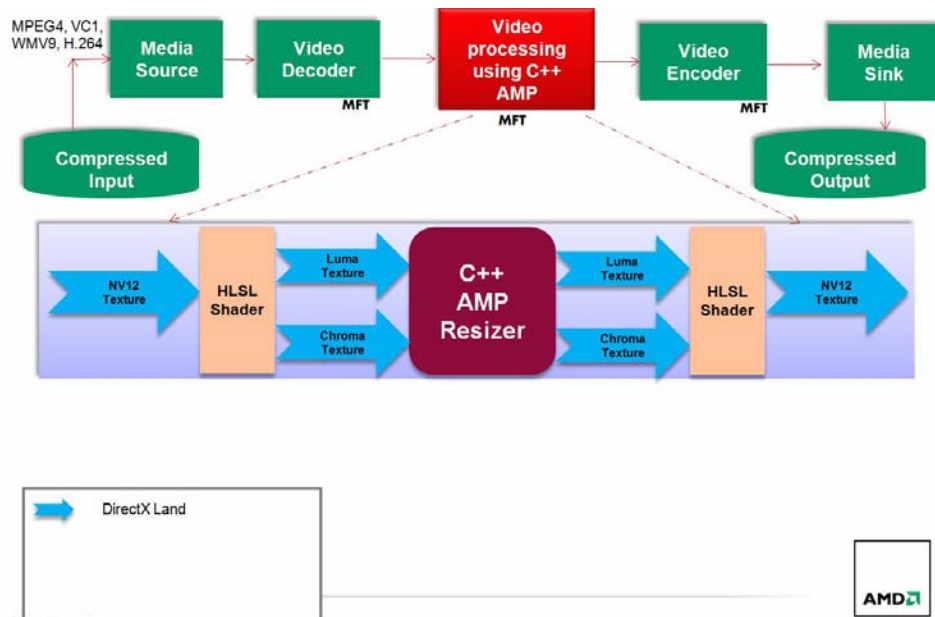 MPEG4, VC1,
WMV9, H.264
Media
Source
Video
Decoder
MFT
Video
processing
using C++
AMP
MFT
Video
Encoder
MFT
Media
Sink
Compressed
Input
Compressed
Output
NV12
Texture
HLSL
Shader
Luma
Texture
Chroma
Texture
C++
AMP
Resizer
Luma
Texture
Chroma
Texture
HLSL
Shader
NV12
Texture
DirectX Land
AMD